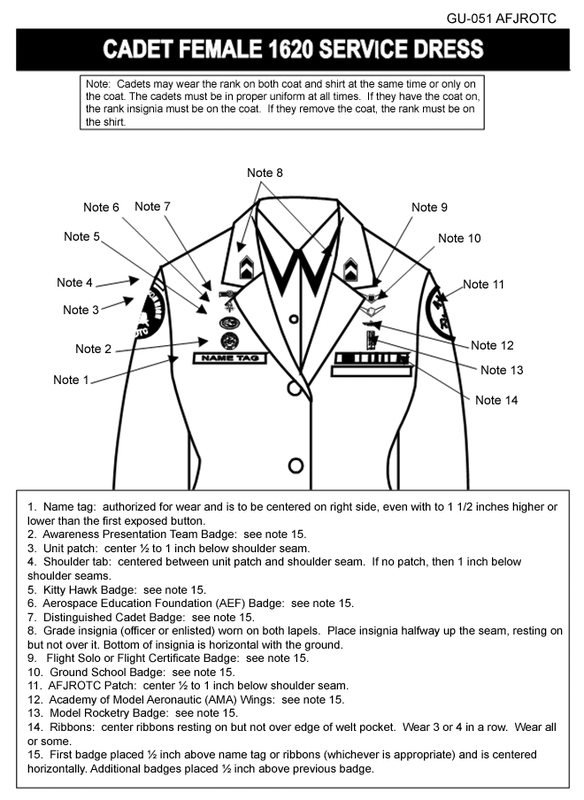 GU-051 AFJROTC
CADET FEMALE 1620 SERVICE DRESS
Note: Cadets may wear the rank on both coat and shirt at the same time or only on
the coat. The cadets must be in proper uniform at all times. If they have the coat on,
the rank insignia must be on the coat. If they remove the coat, the rank must be on
the shirt.
Note 8
Note 6
Note 7
Note 9
Note 5
Note 10
Note 4
Note 11
Note 3
Note 2
Note 12
NAME TAG
Note 13
Note 1
Note 14
1. Name tag: authorized for wear and is to be centered on right side, even with to 1 1/2 inches higher or
lower than the first exposed button.
2. Awareness Presentation Team Badge: see note 15.
3. Unit patch: center ½ to 1 inch below shoulder seam.
4. Shoulder tab: centered between unit patch and shoulder seam. If no patch, then 1 inch below
shoulder seams.
5. Kitty Hawk Badge: see note 15.
6. Aerospace Education Foundation (AEF) Badge: see note 15.
7. Distinguished Cadet Badge: see note 15.
8. Grade insignia (officer or enlisted) worn on both lapels. Place insignia halfway up the seam, resting on
but not over it. Bottom of insignia is horizontal with the ground.
9. Flight Solo or Flight Certificate Badge: see note 15.
10. Ground School Badge: see note 15.
11. AFJROTC Patch: center ½ to 1 inch below shoulder seam.
12. Academy of Model Aeronautic (AMA) Wings: see note 15.
13. Model Rocketry Badge: see note 15.
14. Ribbons: center ribbons resting on but not over edge of welt pocket. Wear 3 or 4 in a row. Wear all
or some.
15. First badge placed ½ inch above name tag or ribbons (whichever is appropriate) and is centered
horizontally. Additional badges placed ½ inch above previous badge.